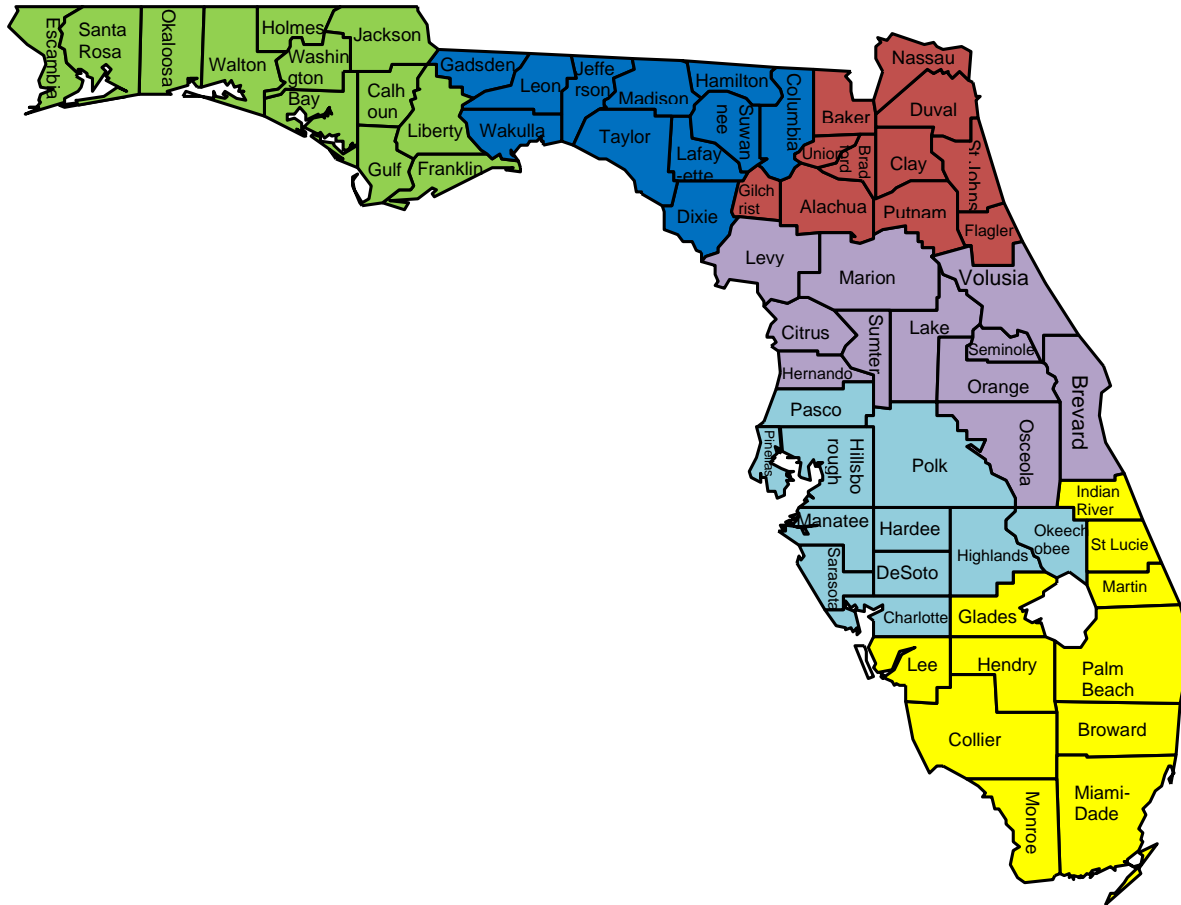 Escambia
Santa
Rosa
Okaloosa
Walton
Holmes
Washin
gton
Jackson
Bay
Calh
oun
Liberty
Gulf
Franklin
Gadsden
Leon
Wakulla
Jeffe
rson
Madison
Taylor
Hamilton
Suwan
nee
Lafay
-ette
Columbia
Dixie
Nassau
Baker
Duval
Union
Brad
ford
Clay
St Johns
Gilch
rist
Alachua
Putnam
Flagler
Levy
Marion
Volusia
Citrus
Sumter
Lake
Seminole
Hernando
Orange
Brevard
Osceola
Pasco
Pinellas
Hillsbo
rough
Polk
Manatee
Hardee
Highlands
Okeech
obee
Sarasota
DeSoto
Charlotte
Indian
River
St Lucie
Martin
Glades
Lee
Hendry
Palm
Beach
Collier
Broward
Monroe
Miami-
Dade